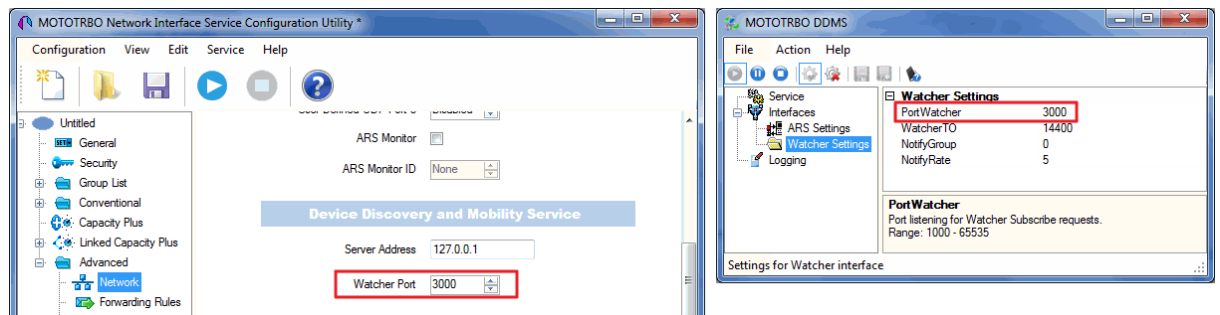 MOTOTRBO Network Interface Service Configuration Utility *
Configuration View Edit Service Help
Untitled
General
Security
Group List
Conventional
Capacity Plus
Linked Capacity Plus
Advanced
Network
Forwarding Rules
ARS Monitor
ARS Monitor ID None
Device Discovery and Mobility Service
Server Address 127.0.0.1
Watcher Port 3000
MOTOTRBO DDMS
File Action Help
Service
Interfaces
ARS Settings
Watcher Settings
Logging
Watcher Settings
PortWatcher 3000
WatcherTO 14400
NotifyGroup 0
NotifyRate 5
PortWatcher
Port listening for Watcher Subscribe requests.
Range: 1000 - 65535
Settings for Watcher interface